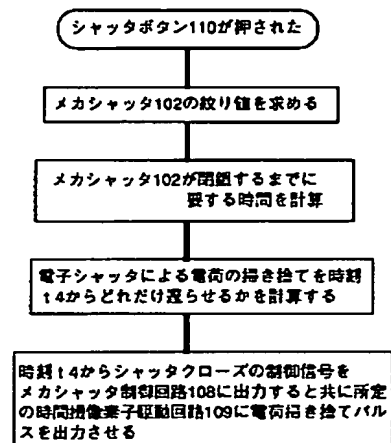 シャッタボタン110が押された
メカシャッタ102の絞り値を求める
メカシャッタ102が閉鎖するまでに
要する時間を計算
電子シャッタによる電荷の掃き捨てを時刻
t4からどれだけ遅らせるかを計算する
時刻t4からシャッタクローズの制御信号を
メカシャッタ制御回路108に出力すると共に所定
の時間撮像素子駆動回路109に電荷掃き捨てパル
スを出力させる